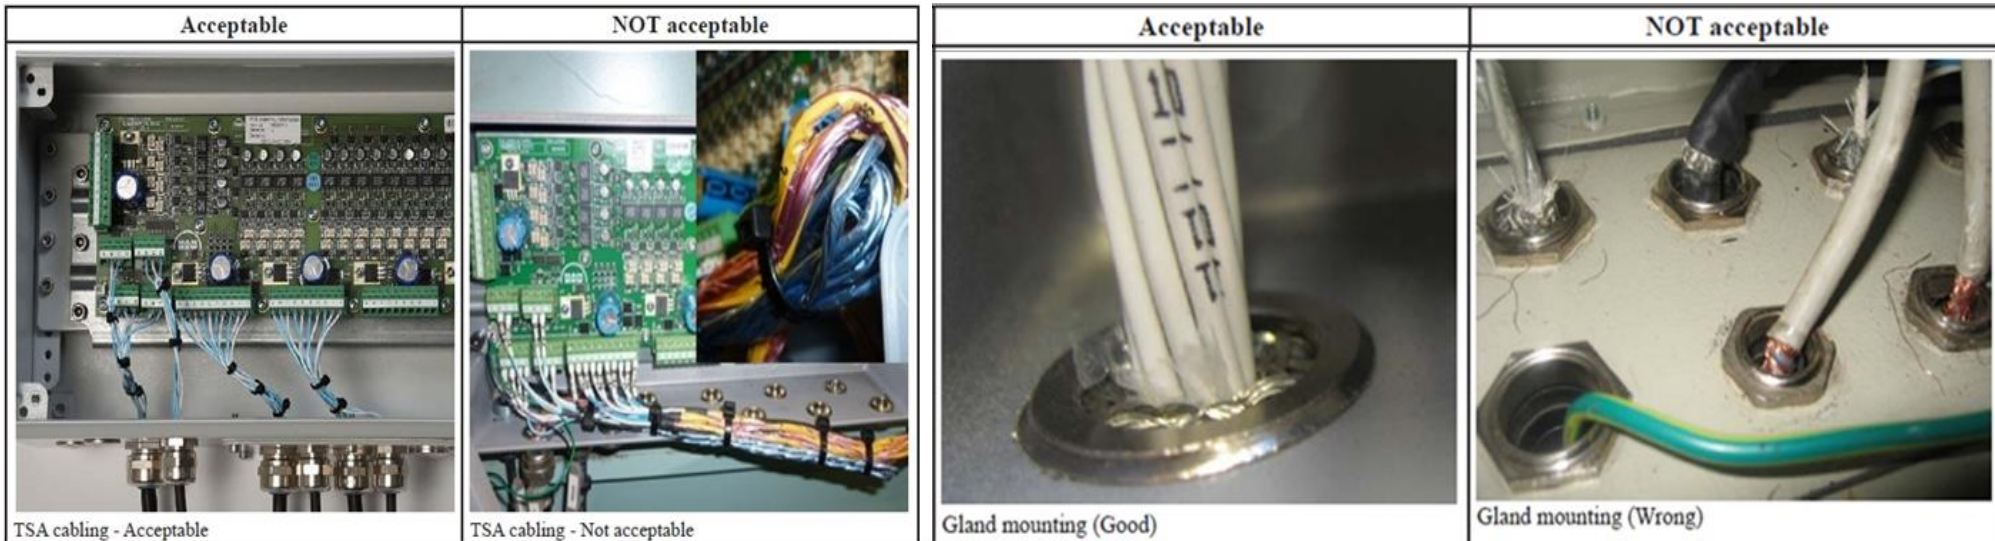 Acceptable
NOT acceptable
TSA cabling - Acceptable
TSA cabling - Not acceptable
Acceptable
NOT acceptable
10
Gland mounting (Good)
Gland mounting (Wrong)